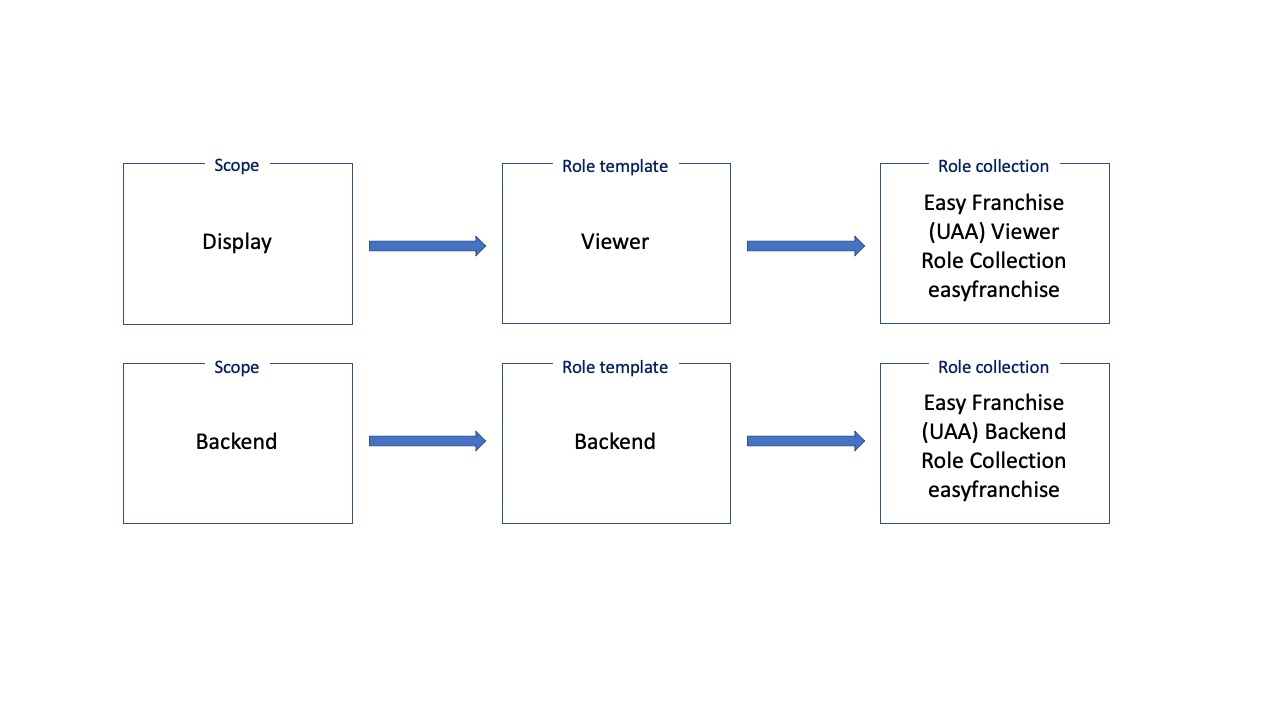 Scope
Display
Role template
Viewer
Role collection
Easy Franchise
(UAA) Viewer
Role Collection
easyfranchise
Scope
Backend
Role template
Backend
Role collection
Easy Franchise
(UAA) Backend
Role Collection
easyfranchise